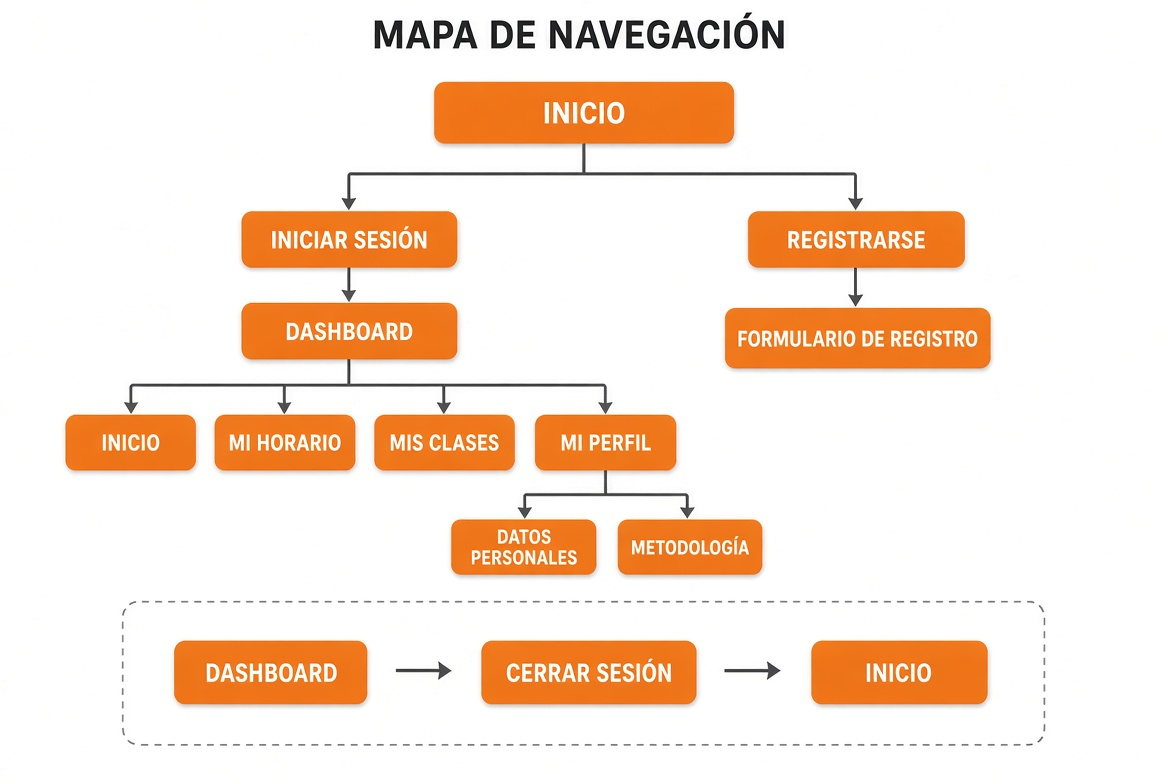 MAPA DE NAVEGACIÓN
INICIO
INICIAR SESIÓN
REGISTRARSE
DASHBOARD
FORMULARIO DE REGISTRO
INICIO
MI HORARIO
MIS CLASES
MI PERFIL
DATOS
PERSONALES
METODOLOGÍA
DASHBOARD
CERRAR SESIÓN
INICIO